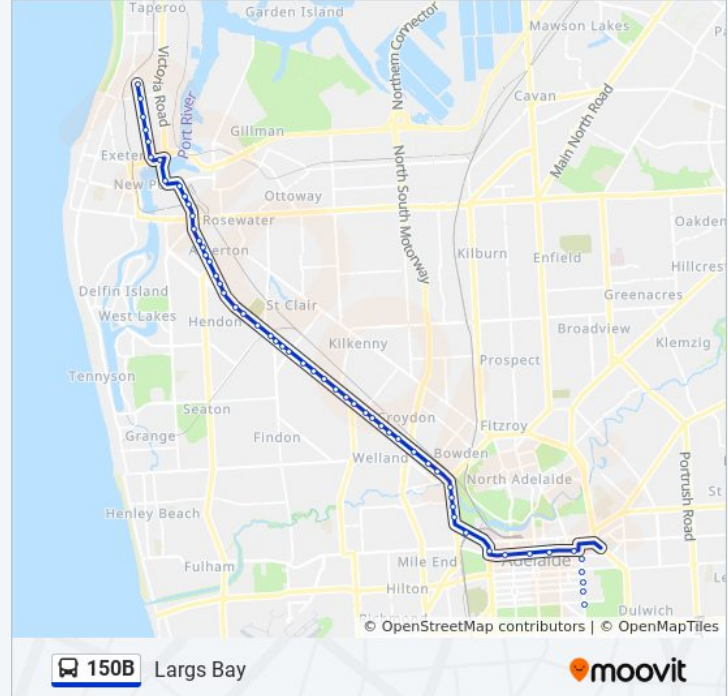 Taperoo
Garden Island
Northern Connector
Mawson Lakes
Victoria Road
Port River
Cavan
Main North Road
Gillman
Exeter
New Po
Ottoway
North South Motorway
Rosewater
Oakden
Alberton
Kilburn
Enfield
Hillcres
Delfin Island
St Clair
Greenacres
West Lakes
Hendon
Broadview
Kilkenny
Klemzig
Prospect
Tennyson
Seaton
Croydon
Fitzroy
Grange
Findon
Welland
Bowden
Portrush Road
North Adelaide
St
Henley Beach
Fulham
Mile End
Adelaide
Le
Hilton
Dulwich
© OpenStreetMap contributors | © OpenMapTiles
150B Largs Bay
moovit